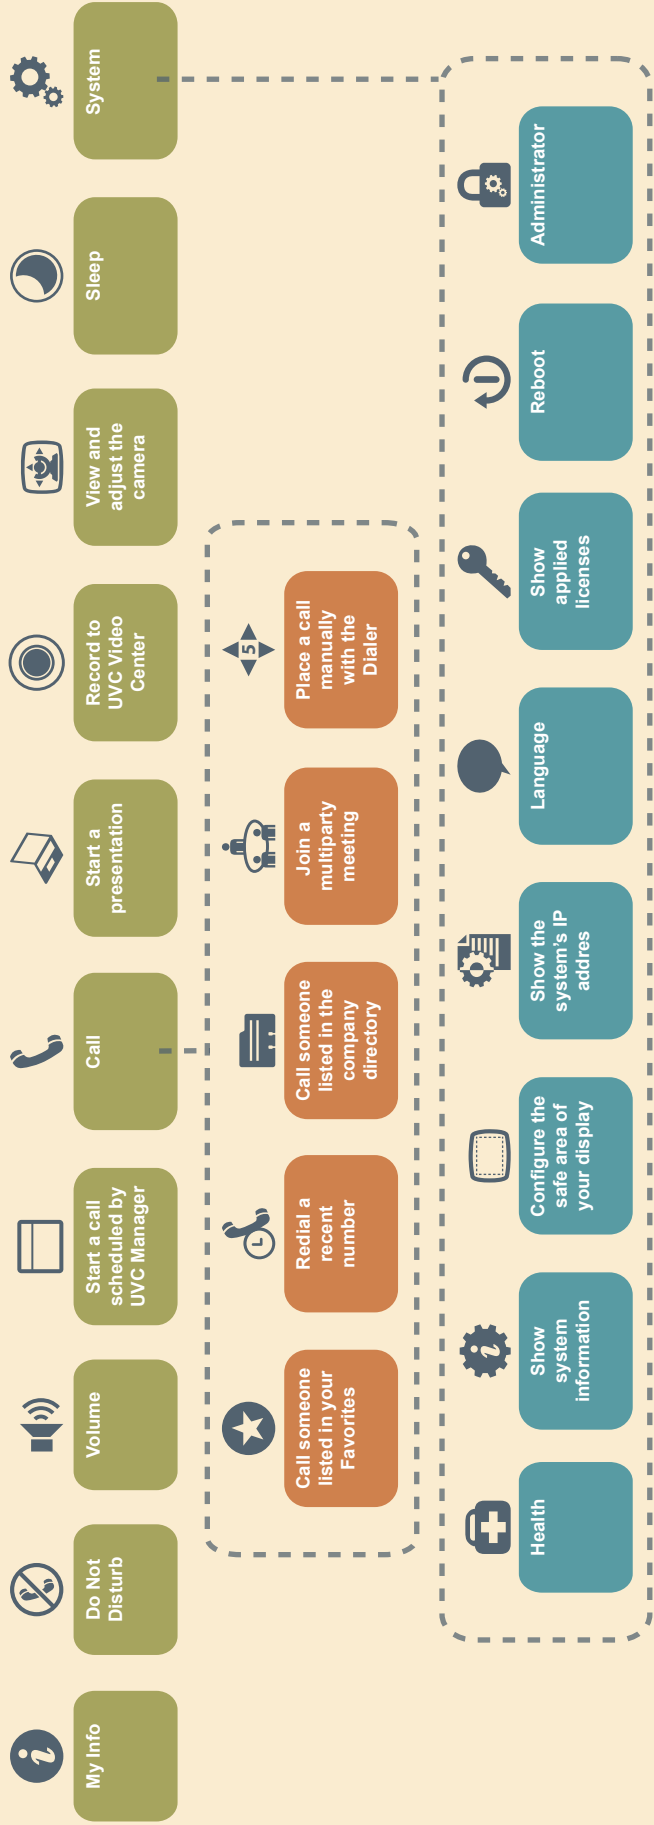 My Info
Do Not
Disturb
Volume
Start a call
scheduled by
UVC Manager
Call
Start a
presentation
Record to
UVC Video
Center
View and
adjust the
camera
Sleep
System
Call someone
listed in your
Favorites
Redial a
recent
number
Call someone
listed in the
company
directory
Join a
multiparty
meeting
5
Place a call
manually
with the
Dialer
Health
Show
system
information
Configure the
safe area of
your display
Show the
system's IP
addres
Language
Show
applied
licenses
Reboot
Administrator